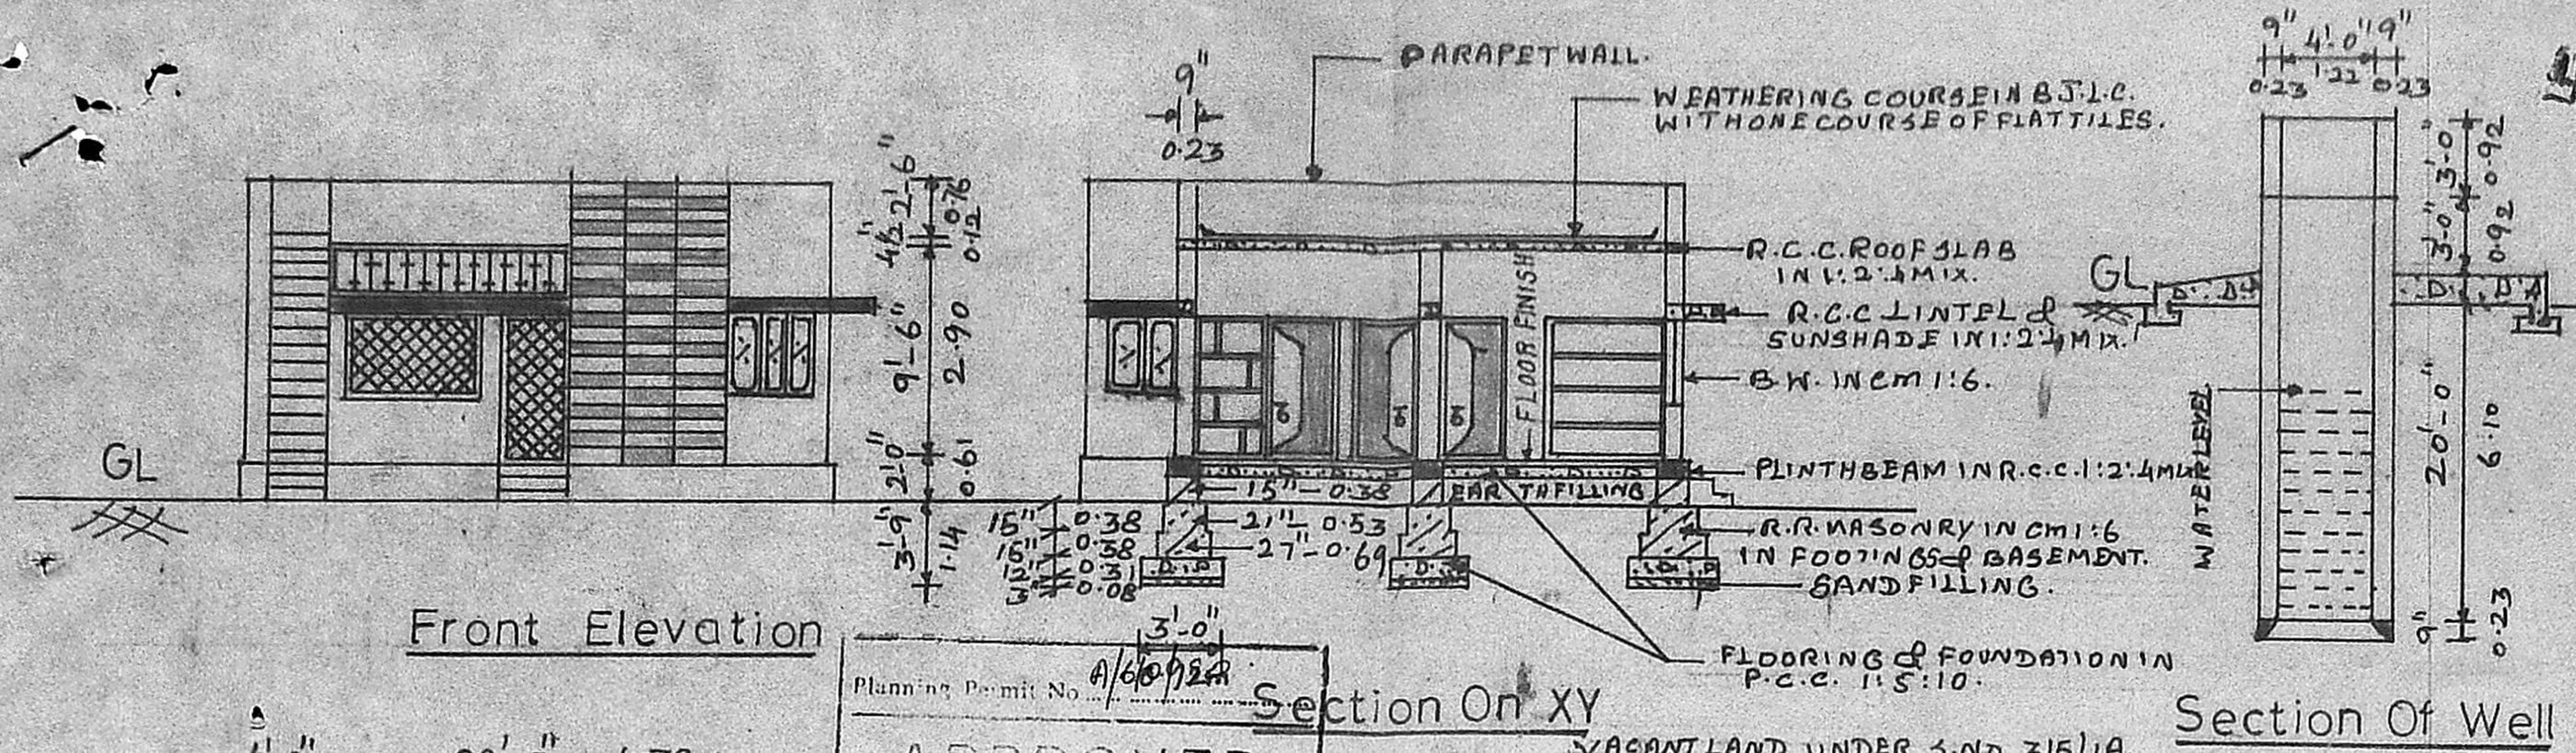 GL
Front Elevation
2'-6"
0.76
4½"
0.12
9'-6"
2.90
2'-0"
0.61
3'-9"
1.14
9"
0.23
PARAPET WALL.
WEATHERING COURSE IN B.J.L.C.
WITH ONE COURSE OF FLAT TILES.
R.C.C. ROOF SLAB
IN 1:2:4 MIX.
R.C.C LINTEL &
SUNSHADE IN 1:2:4 MIX.
B.W. IN CM 1:6.
FLOOR FINISH
PLINTH BEAM IN R.C.C. 1:2:4 MIX
15" - 0.38
EARTH FILLING
15" 0.38
21" - 0.53
15" 0.38
27" - 0.69
12" 0.31
3" 0.08
R.R. MASONRY IN CM 1:6
IN FOOTINGS & BASEMENT.
SAND FILLING.
FLOORING & FOUNDATION IN
P.C.C. 1:5:10.
3'-0"
Planning Permit No
Section On XY
9" 4'-0" 9"
0.23 1.22 0.23
3'-0"
0.92
3'-0"
0.92
GL
WATER LEVEL
20'-0"
6.10
9"
0.23
Section Of Well
VACANT LAND UNDER S.NO